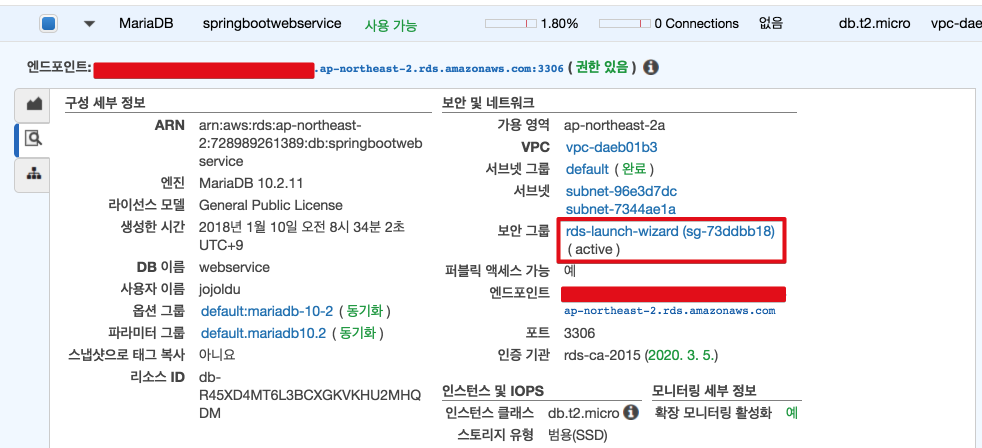 MariaDB springbootwebservice 사용 가능 1.80% 0 Connections 없음 db.t2.micro vpc-dae
엔드포인트: .ap-northeast-2.rds.amazonaws.com:3306 ( 권한 있음 )
구성 세부 정보
ARN arn:aws:rds:ap-northeast-
2:728989261389:db:springbootweb
service
엔진 MariaDB 10.2.11
라이선스 모델 General Public License
생성한 시간 2018년 1월 10일 오전 8시 34분 2초
UTC+9
DB 이름 webservice
사용자 이름 jojoldu
옵션 그룹 default:mariadb-10-2 ( 동기화 )
파라미터 그룹 default.mariadb10.2 ( 동기화 )
스냅샷으로 태그 복사 아니요
리소스 ID db-
R45XD4MT6L3BCXGKVKHU2MHQ
DM
보안 및 네트워크
가용 영역 ap-northeast-2a
VPC vpc-daeb01b3
서브넷 그룹 default ( 완료 )
서브넷 subnet-96e3d7dc
subnet-7344ae1a
보안 그룹 rds-launch-wizard (sg-73ddbb18)
( active )
퍼블릭 액세스 가능 예
엔드포인트
ap-northeast-2.rds.amazonaws.com
포트 3306
인증 기관 rds-ca-2015 (2020. 3. 5.)
인스턴스 및 IOPS
인스턴스 클래스 db.t2.micro
스토리지 유형 범용(SSD)
모니터링 세부 정보
확장 모니터링 활성화 예